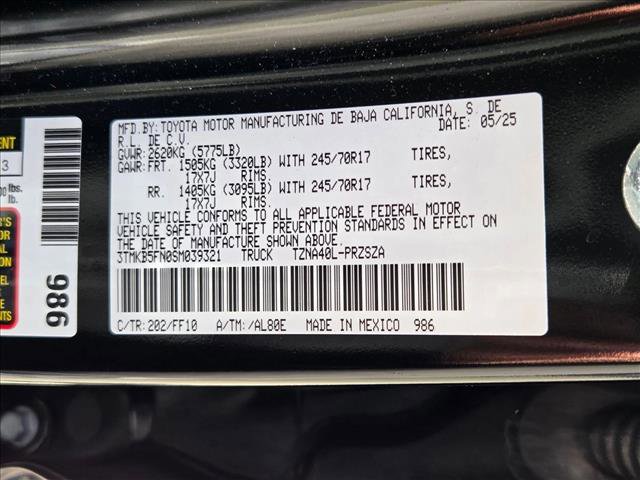 MFD.BY:TOYOTA MOTOR MANUFACTURING DE BAJA CALIFORNIA, S. DE
R.L. DE C.V. DATE: 05/25
GVWR:2620KG (5775LB)
GAWR:FRT. 1505KG (3320LB) WITH 245/70R17 TIRES,
17X7J RIMS.
RR. 1405KG (3095LB) WITH 245/70R17 TIRES,
17X7J RIMS.
THIS VEHICLE CONFORMS TO ALL APPLICABLE FEDERAL MOTOR
VEHICLE SAFETY AND THEFT PREVENTION STANDARDS IN EFFECT ON
THE DATE OF MANUFACTURE SHOWN ABOVE.
3TMKB5FN0SM039321 TRUCK TZNA40L-PRZSZA
C/TR:202/FF10 A/TM:/AL80E MADE IN MEXICO 986
986
3
lbs.
lbs.